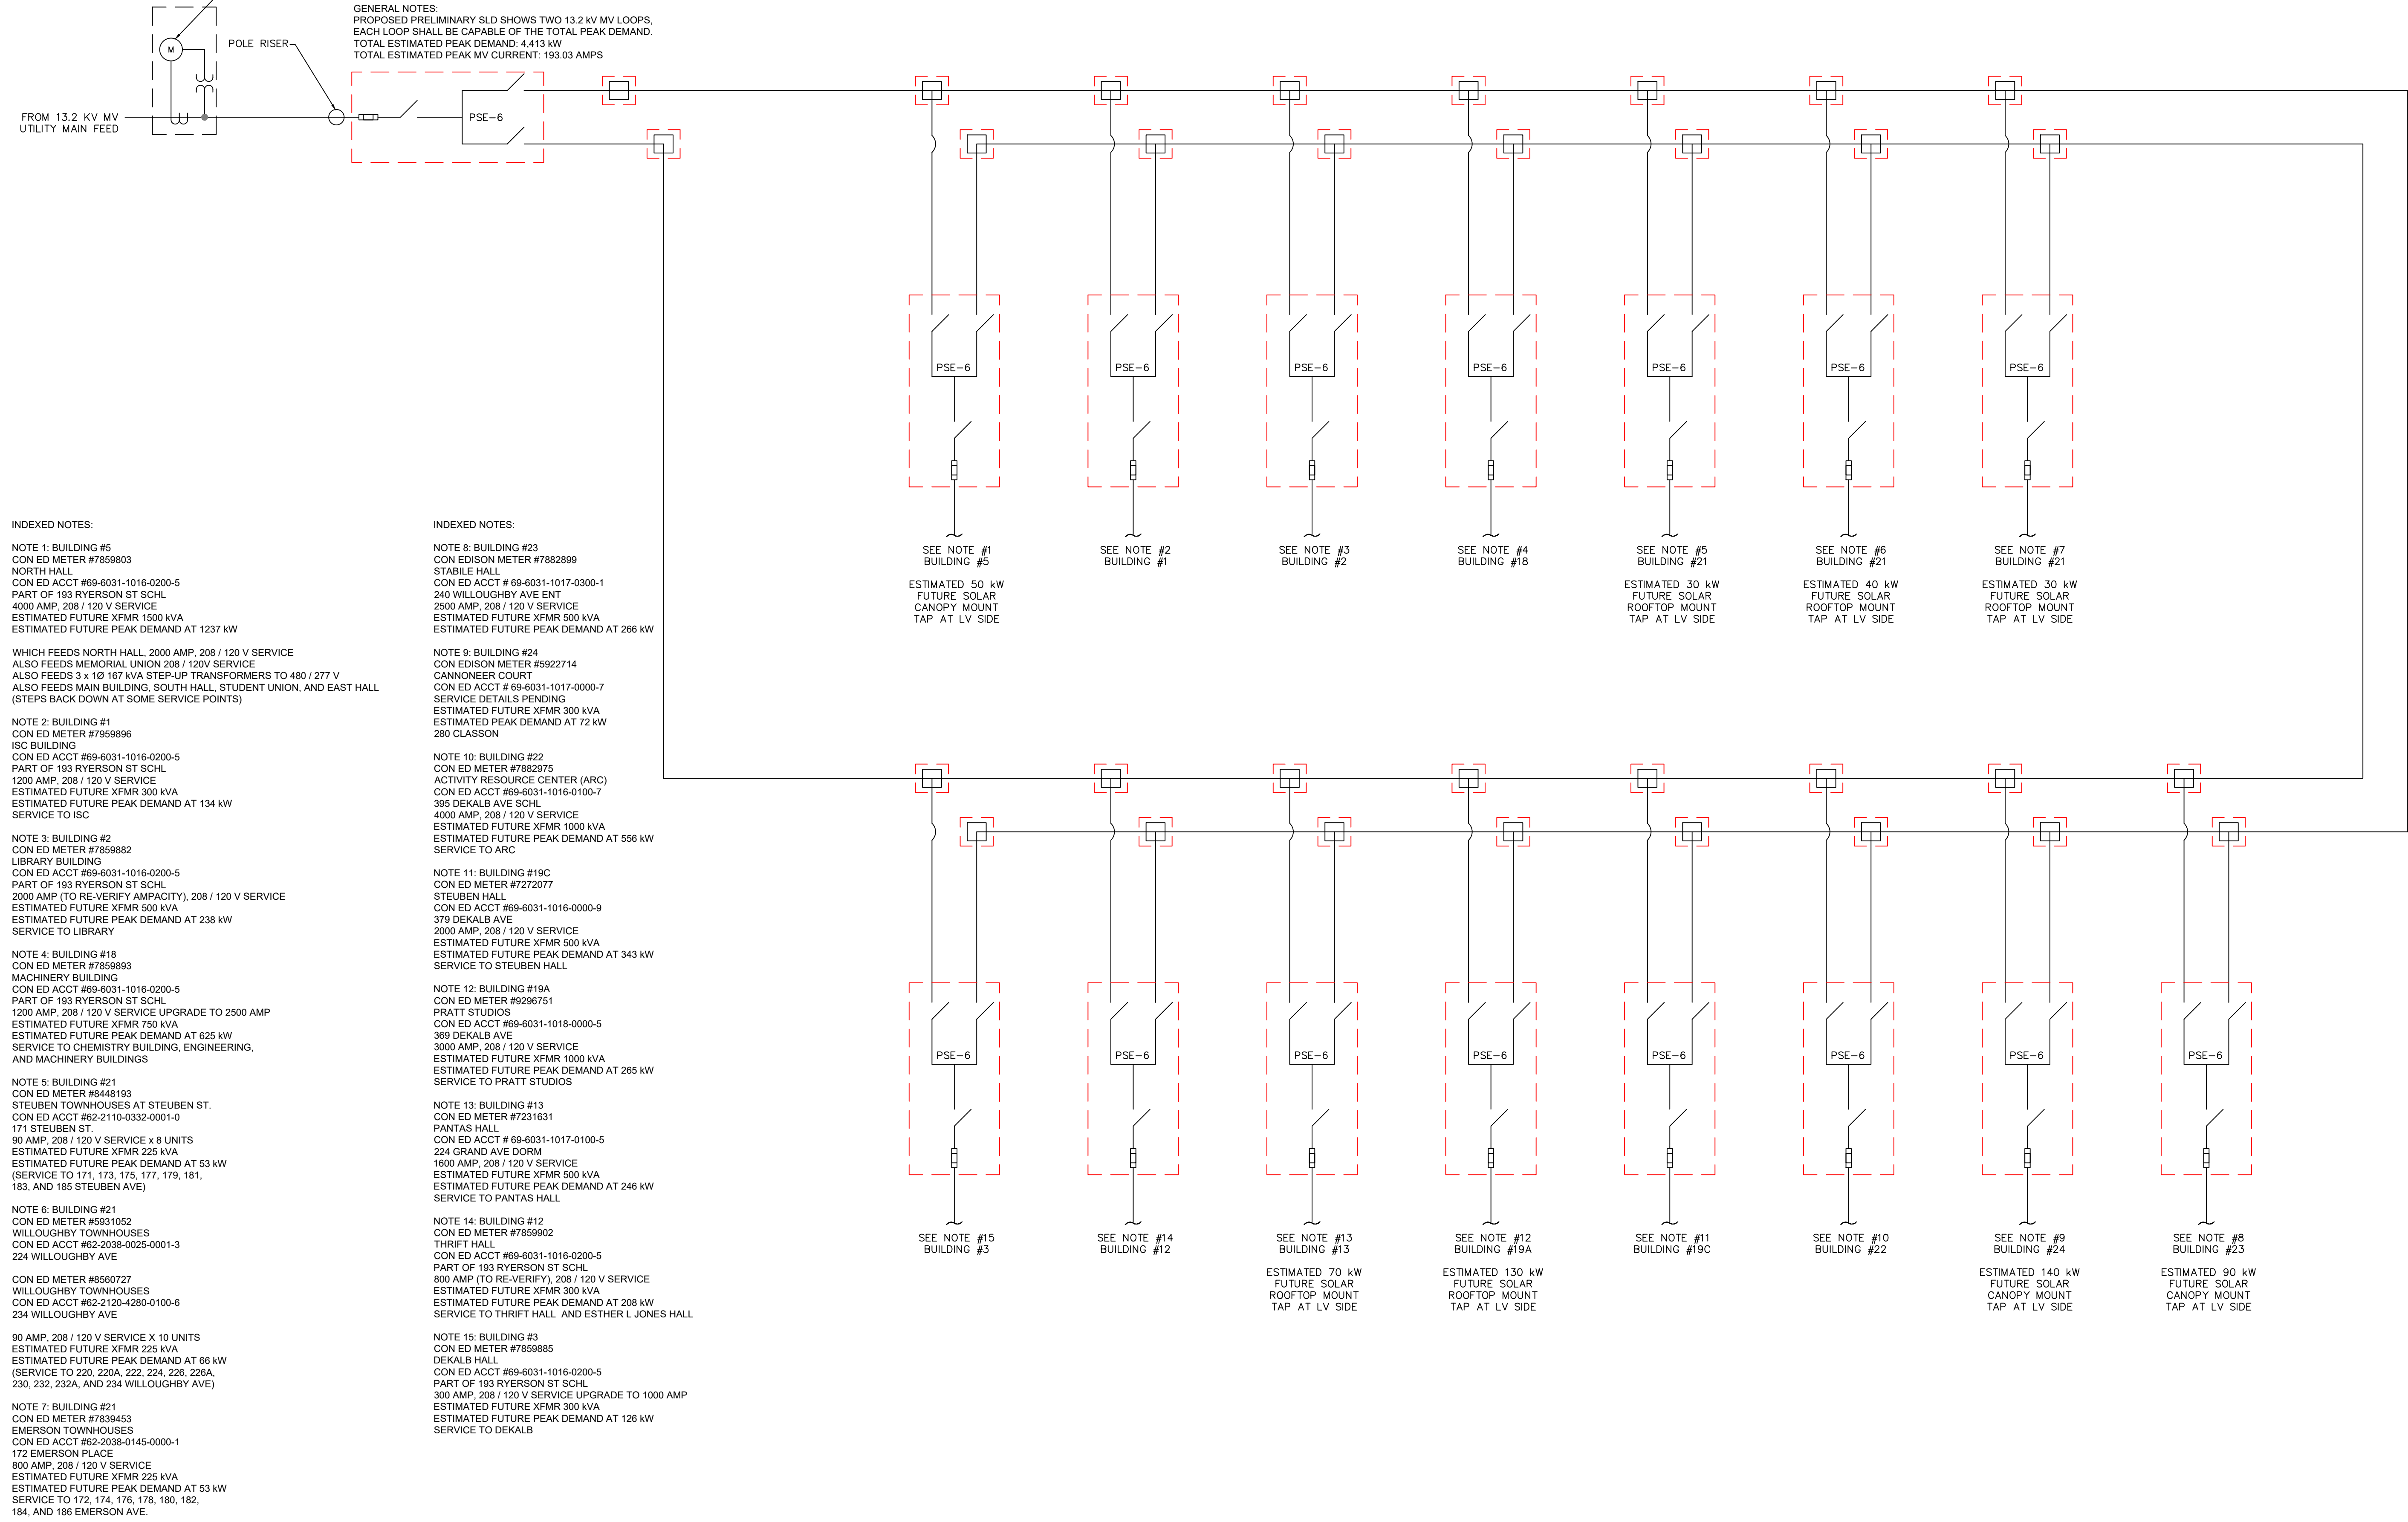 GENERAL NOTES:
PROPOSED PRELIMINARY SLD SHOWS TWO 13.2 kV MV LOOPS,
EACH LOOP SHALL BE CAPABLE OF THE TOTAL PEAK DEMAND.
TOTAL ESTIMATED PEAK DEMAND: 4,413 kW
TOTAL ESTIMATED PEAK MV CURRENT: 193.03 AMPS
M
POLE RISER
FROM 13.2 KV MV
UTILITY MAIN FEED
PSE-6
PSE-6
PSE-6
PSE-6
PSE-6
PSE-6
PSE-6
PSE-6
SEE NOTE #1
BUILDING #5
ESTIMATED 50 kW
FUTURE SOLAR
CANOPY MOUNT
TAP AT LV SIDE
SEE NOTE #2
BUILDING #1
SEE NOTE #3
BUILDING #2
SEE NOTE #4
BUILDING #18
SEE NOTE #5
BUILDING #21
ESTIMATED 30 kW
FUTURE SOLAR
ROOFTOP MOUNT
TAP AT LV SIDE
SEE NOTE #6
BUILDING #21
ESTIMATED 40 kW
FUTURE SOLAR
ROOFTOP MOUNT
TAP AT LV SIDE
SEE NOTE #7
BUILDING #21
ESTIMATED 30 kW
FUTURE SOLAR
ROOFTOP MOUNT
TAP AT LV SIDE
INDEXED NOTES:
NOTE 1: BUILDING #5
CON ED METER #7859803
NORTH HALL
CON ED ACCT #69-6031-1016-0200-5
PART OF 193 RYERSON ST SCHL
4000 AMP, 208 / 120 V SERVICE
ESTIMATED FUTURE XFMR 1500 kVA
ESTIMATED FUTURE PEAK DEMAND AT 1237 kW
WHICH FEEDS NORTH HALL, 2000 AMP, 208 / 120 V SERVICE
ALSO FEEDS MEMORIAL UNION 208 / 120V SERVICE
ALSO FEEDS 3 x 1Ø 167 kVA STEP-UP TRANSFORMERS TO 480 / 277 V
ALSO FEEDS MAIN BUILDING, SOUTH HALL, STUDENT UNION, AND EAST HALL
(STEPS BACK DOWN AT SOME SERVICE POINTS)
NOTE 2: BUILDING #1
CON ED METER #7959896
ISC BUILDING
CON ED ACCT #69-6031-1016-0200-5
PART OF 193 RYERSON ST SCHL
1200 AMP, 208 / 120 V SERVICE
ESTIMATED FUTURE XFMR 300 kVA
ESTIMATED FUTURE PEAK DEMAND AT 134 kW
SERVICE TO ISC
NOTE 3: BUILDING #2
CON ED METER #7859882
LIBRARY BUILDING
CON ED ACCT #69-6031-1016-0200-5
PART OF 193 RYERSON ST SCHL
2000 AMP (TO RE-VERIFY AMPACITY), 208 / 120 V SERVICE
ESTIMATED FUTURE XFMR 500 kVA
ESTIMATED FUTURE PEAK DEMAND AT 238 kW
SERVICE TO LIBRARY
NOTE 4: BUILDING #18
CON ED METER #7859893
MACHINERY BUILDING
CON ED ACCT #69-6031-1016-0200-5
PART OF 193 RYERSON ST SCHL
1200 AMP, 208 / 120 V SERVICE UPGRADE TO 2500 AMP
ESTIMATED FUTURE XFMR 750 kVA
ESTIMATED FUTURE PEAK DEMAND AT 625 kW
SERVICE TO CHEMISTRY BUILDING, ENGINEERING,
AND MACHINERY BUILDINGS
NOTE 5: BUILDING #21
CON ED METER #8448193
STEUBEN TOWNHOUSES AT STEUBEN ST.
CON ED ACCT #62-2110-0332-0001-0
171 STEUBEN ST.
90 AMP, 208 / 120 V SERVICE x 8 UNITS
ESTIMATED FUTURE XFMR 225 kVA
ESTIMATED FUTURE PEAK DEMAND AT 53 kW
(SERVICE TO 171, 173, 175, 177, 179, 181,
183, AND 185 STEUBEN AVE)
NOTE 6: BUILDING #21
CON ED METER #5931052
WILLOUGHBY TOWNHOUSES
CON ED ACCT #62-2038-0025-0001-3
224 WILLOUGHBY AVE
CON ED METER #8560727
WILLOUGHBY TOWNHOUSES
CON ED ACCT #62-2120-4280-0100-6
234 WILLOUGHBY AVE
90 AMP, 208 / 120 V SERVICE X 10 UNITS
ESTIMATED FUTURE XFMR 225 kVA
ESTIMATED FUTURE PEAK DEMAND AT 66 kW
(SERVICE TO 220, 220A, 222, 224, 226, 226A,
230, 232, 232A, AND 234 WILLOUGHBY AVE)
NOTE 7: BUILDING #21
CON ED METER #7839453
EMERSON TOWNHOUSES
CON ED ACCT #62-2038-0145-0000-1
172 EMERSON PLACE
800 AMP, 208 / 120 V SERVICE
ESTIMATED FUTURE XFMR 225 kVA
ESTIMATED FUTURE PEAK DEMAND AT 53 kW
SERVICE TO 172, 174, 176, 178, 180, 182,
184, AND 186 EMERSON AVE.
INDEXED NOTES:
NOTE 8: BUILDING #23
CON EDISON METER #7882899
STABILE HALL
CON ED ACCT # 69-6031-1017-0300-1
240 WILLOUGHBY AVE ENT
2500 AMP, 208 / 120 V SERVICE
ESTIMATED FUTURE XFMR 500 kVA
ESTIMATED FUTURE PEAK DEMAND AT 266 kW
NOTE 9: BUILDING #24
CON EDISON METER #5922714
CANNONEER COURT
CON ED ACCT # 69-6031-1017-0000-7
SERVICE DETAILS PENDING
ESTIMATED FUTURE XFMR 300 kVA
ESTIMATED PEAK DEMAND AT 72 kW
280 CLASSON
NOTE 10: BUILDING #22
CON ED METER #7882975
ACTIVITY RESOURCE CENTER (ARC)
CON ED ACCT #69-6031-1016-0100-7
395 DEKALB AVE SCHL
4000 AMP, 208 / 120 V SERVICE
ESTIMATED FUTURE XFMR 1000 kVA
ESTIMATED FUTURE PEAK DEMAND AT 556 kW
SERVICE TO ARC
NOTE 11: BUILDING #19C
CON ED METER #7272077
STEUBEN HALL
CON ED ACCT #69-6031-1016-0000-9
379 DEKALB AVE
2000 AMP, 208 / 120 V SERVICE
ESTIMATED FUTURE XFMR 500 kVA
ESTIMATED FUTURE PEAK DEMAND AT 343 kW
SERVICE TO STEUBEN HALL
NOTE 12: BUILDING #19A
CON ED METER #9296751
PRATT STUDIOS
CON ED ACCT #69-6031-1018-0000-5
369 DEKALB AVE
3000 AMP, 208 / 120 V SERVICE
ESTIMATED FUTURE XFMR 1000 kVA
ESTIMATED FUTURE PEAK DEMAND AT 265 kW
SERVICE TO PRATT STUDIOS
NOTE 13: BUILDING #13
CON ED METER #7231631
PANTAS HALL
CON ED ACCT # 69-6031-1017-0100-5
224 GRAND AVE DORM
1600 AMP, 208 / 120 V SERVICE
ESTIMATED FUTURE XFMR 500 kVA
ESTIMATED FUTURE PEAK DEMAND AT 246 kW
SERVICE TO PANTAS HALL
NOTE 14: BUILDING #12
CON ED METER #7859902
THRIFT HALL
CON ED ACCT #69-6031-1016-0200-5
PART OF 193 RYERSON ST SCHL
800 AMP (TO RE-VERIFY), 208 / 120 V SERVICE
ESTIMATED FUTURE XFMR 300 kVA
ESTIMATED FUTURE PEAK DEMAND AT 208 kW
SERVICE TO THRIFT HALL AND ESTHER L JONES HALL
NOTE 15: BUILDING #3
CON ED METER #7859885
DEKALB HALL
CON ED ACCT #69-6031-1016-0200-5
PART OF 193 RYERSON ST SCHL
300 AMP, 208 / 120 V SERVICE UPGRADE TO 1000 AMP
ESTIMATED FUTURE XFMR 300 kVA
ESTIMATED FUTURE PEAK DEMAND AT 126 kW
SERVICE TO DEKALB
PSE-6
PSE-6
PSE-6
PSE-6
PSE-6
PSE-6
PSE-6
PSE-6
SEE NOTE #15
BUILDING #3
SEE NOTE #14
BUILDING #12
SEE NOTE #13
BUILDING #13
ESTIMATED 70 kW
FUTURE SOLAR
ROOFTOP MOUNT
TAP AT LV SIDE
SEE NOTE #12
BUILDING #19A
ESTIMATED 130 kW
FUTURE SOLAR
ROOFTOP MOUNT
TAP AT LV SIDE
SEE NOTE #11
BUILDING #19C
SEE NOTE #10
BUILDING #22
SEE NOTE #9
BUILDING #24
ESTIMATED 140 kW
FUTURE SOLAR
CANOPY MOUNT
TAP AT LV SIDE
SEE NOTE #8
BUILDING #23
ESTIMATED 90 kW
FUTURE SOLAR
CANOPY MOUNT
TAP AT LV SIDE